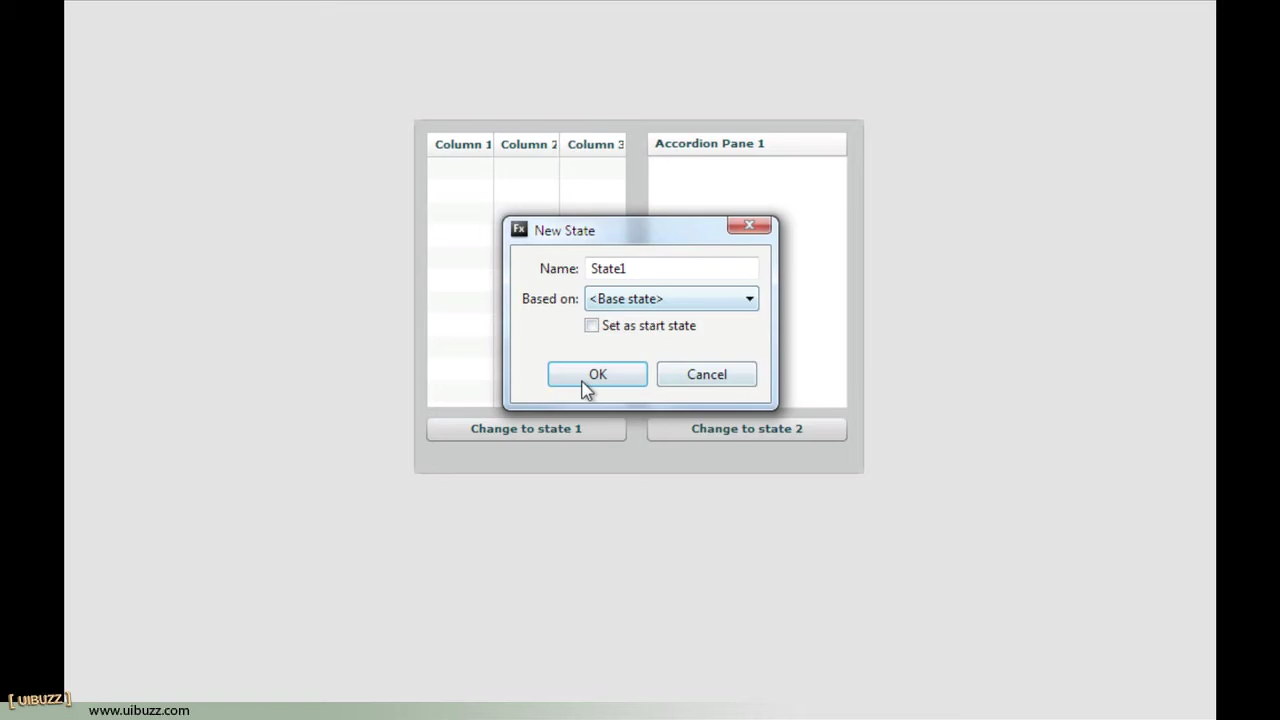 Column 1 Column 2 Column 3 Accordion Pane 1
Fx New State
Name: State1
Based on: <Base state>
Set as start state
OK Cancel
Change to state 1 Change to state 2
[UIBUZZ]
www.uibuzz.com